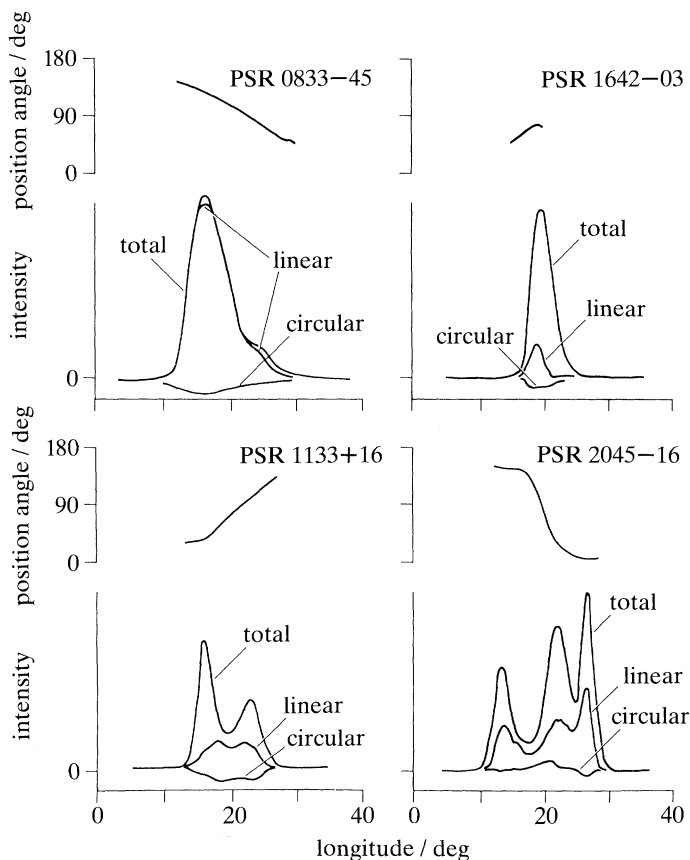 position angle / deg
180
90
0
PSR 0833−45
PSR 1642−03
intensity
0
total
linear
circular
total
linear
circular
position angle / deg
180
90
0
PSR 1133+16
PSR 2045−16
intensity
0
total
linear
circular
total
linear
circular
0 20 40 0 20 40
longitude / deg